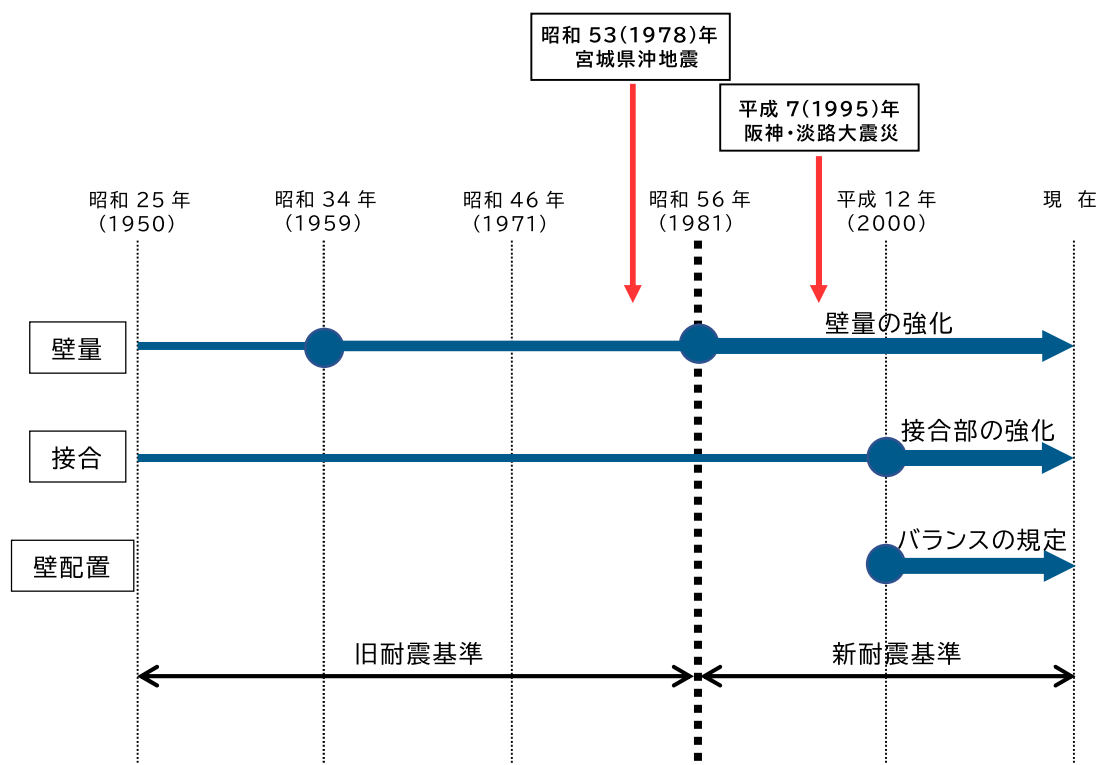 昭和 53(1978)年
宮城県沖地震
平成 7(1995)年
阪神・淡路大震災
昭和 25 年
(1950)
昭和 34 年
(1959)
昭和 46 年
(1971)
昭和 56 年
(1981)
平成 12 年
(2000)
現 在
壁量
壁量の強化
接合
接合部の強化
壁配置
バランスの規定
旧耐震基準
新耐震基準